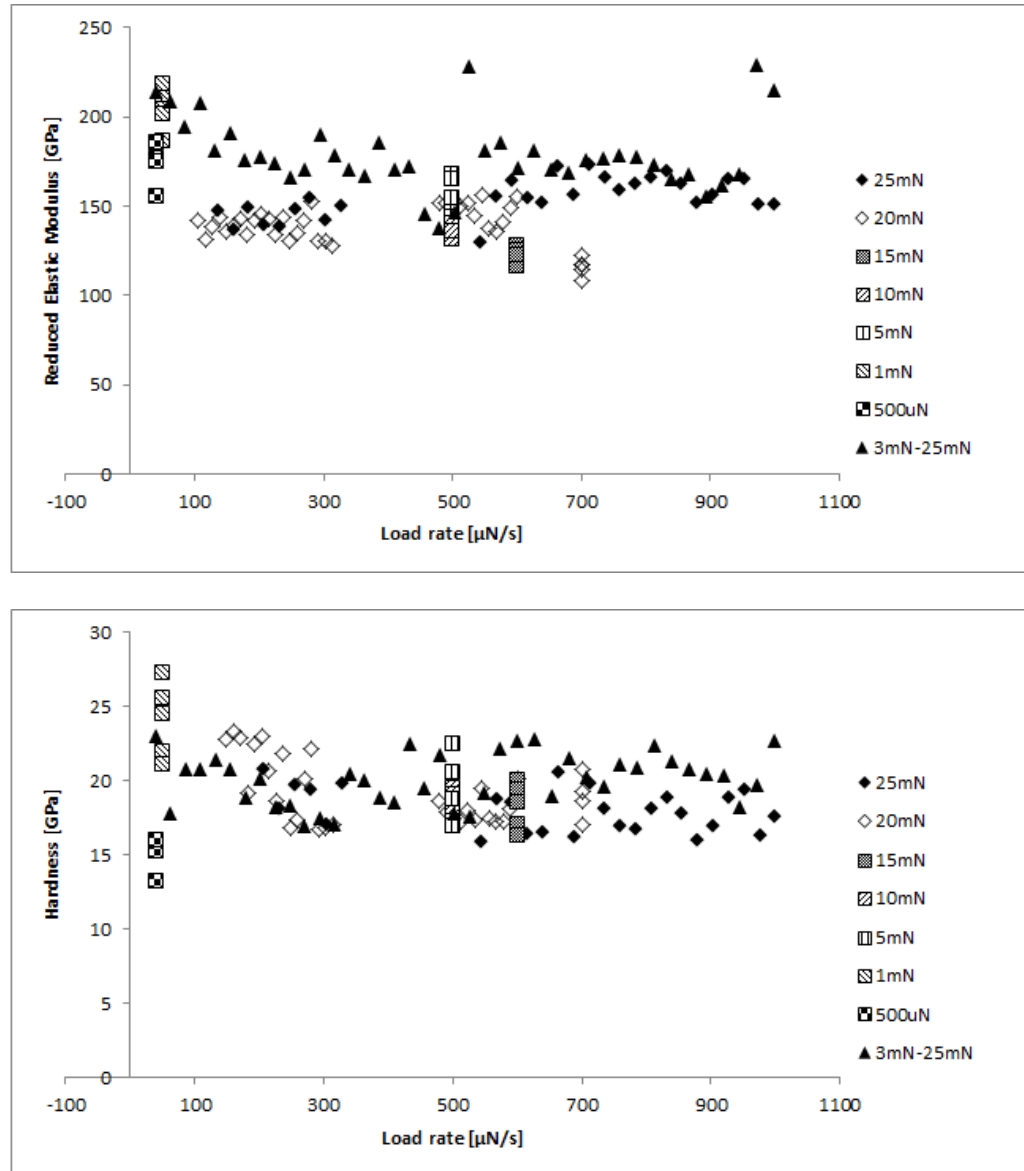 250
200
150
100
50
0
-100 100 300 500 700 900 1100
Reduced Elastic Modulus [GPa]
Load rate [µN/s]
25mN
20mN
15mN
10mN
5mN
1mN
500uN
3mN-25mN
30
25
20
15
10
5
0
-100 100 300 500 700 900 1100
Hardness [GPa]
Load rate [µN/s]
25mN
20mN
15mN
10mN
5mN
1mN
500uN
3mN-25mN